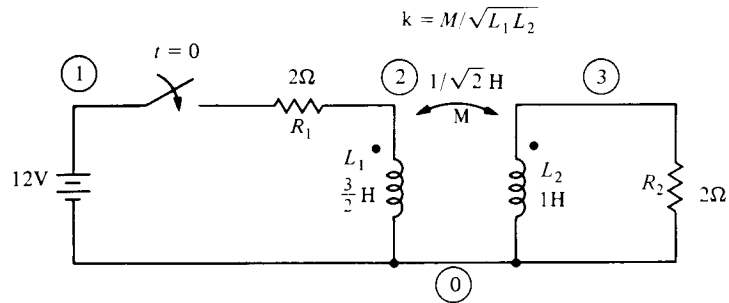 k = M/√L₁L₂
t = 0
1
2Ω
R₁
2
1/√2 H
M
3
12V
L₁
3/2 H
L₂
1H
R₂
2Ω
0